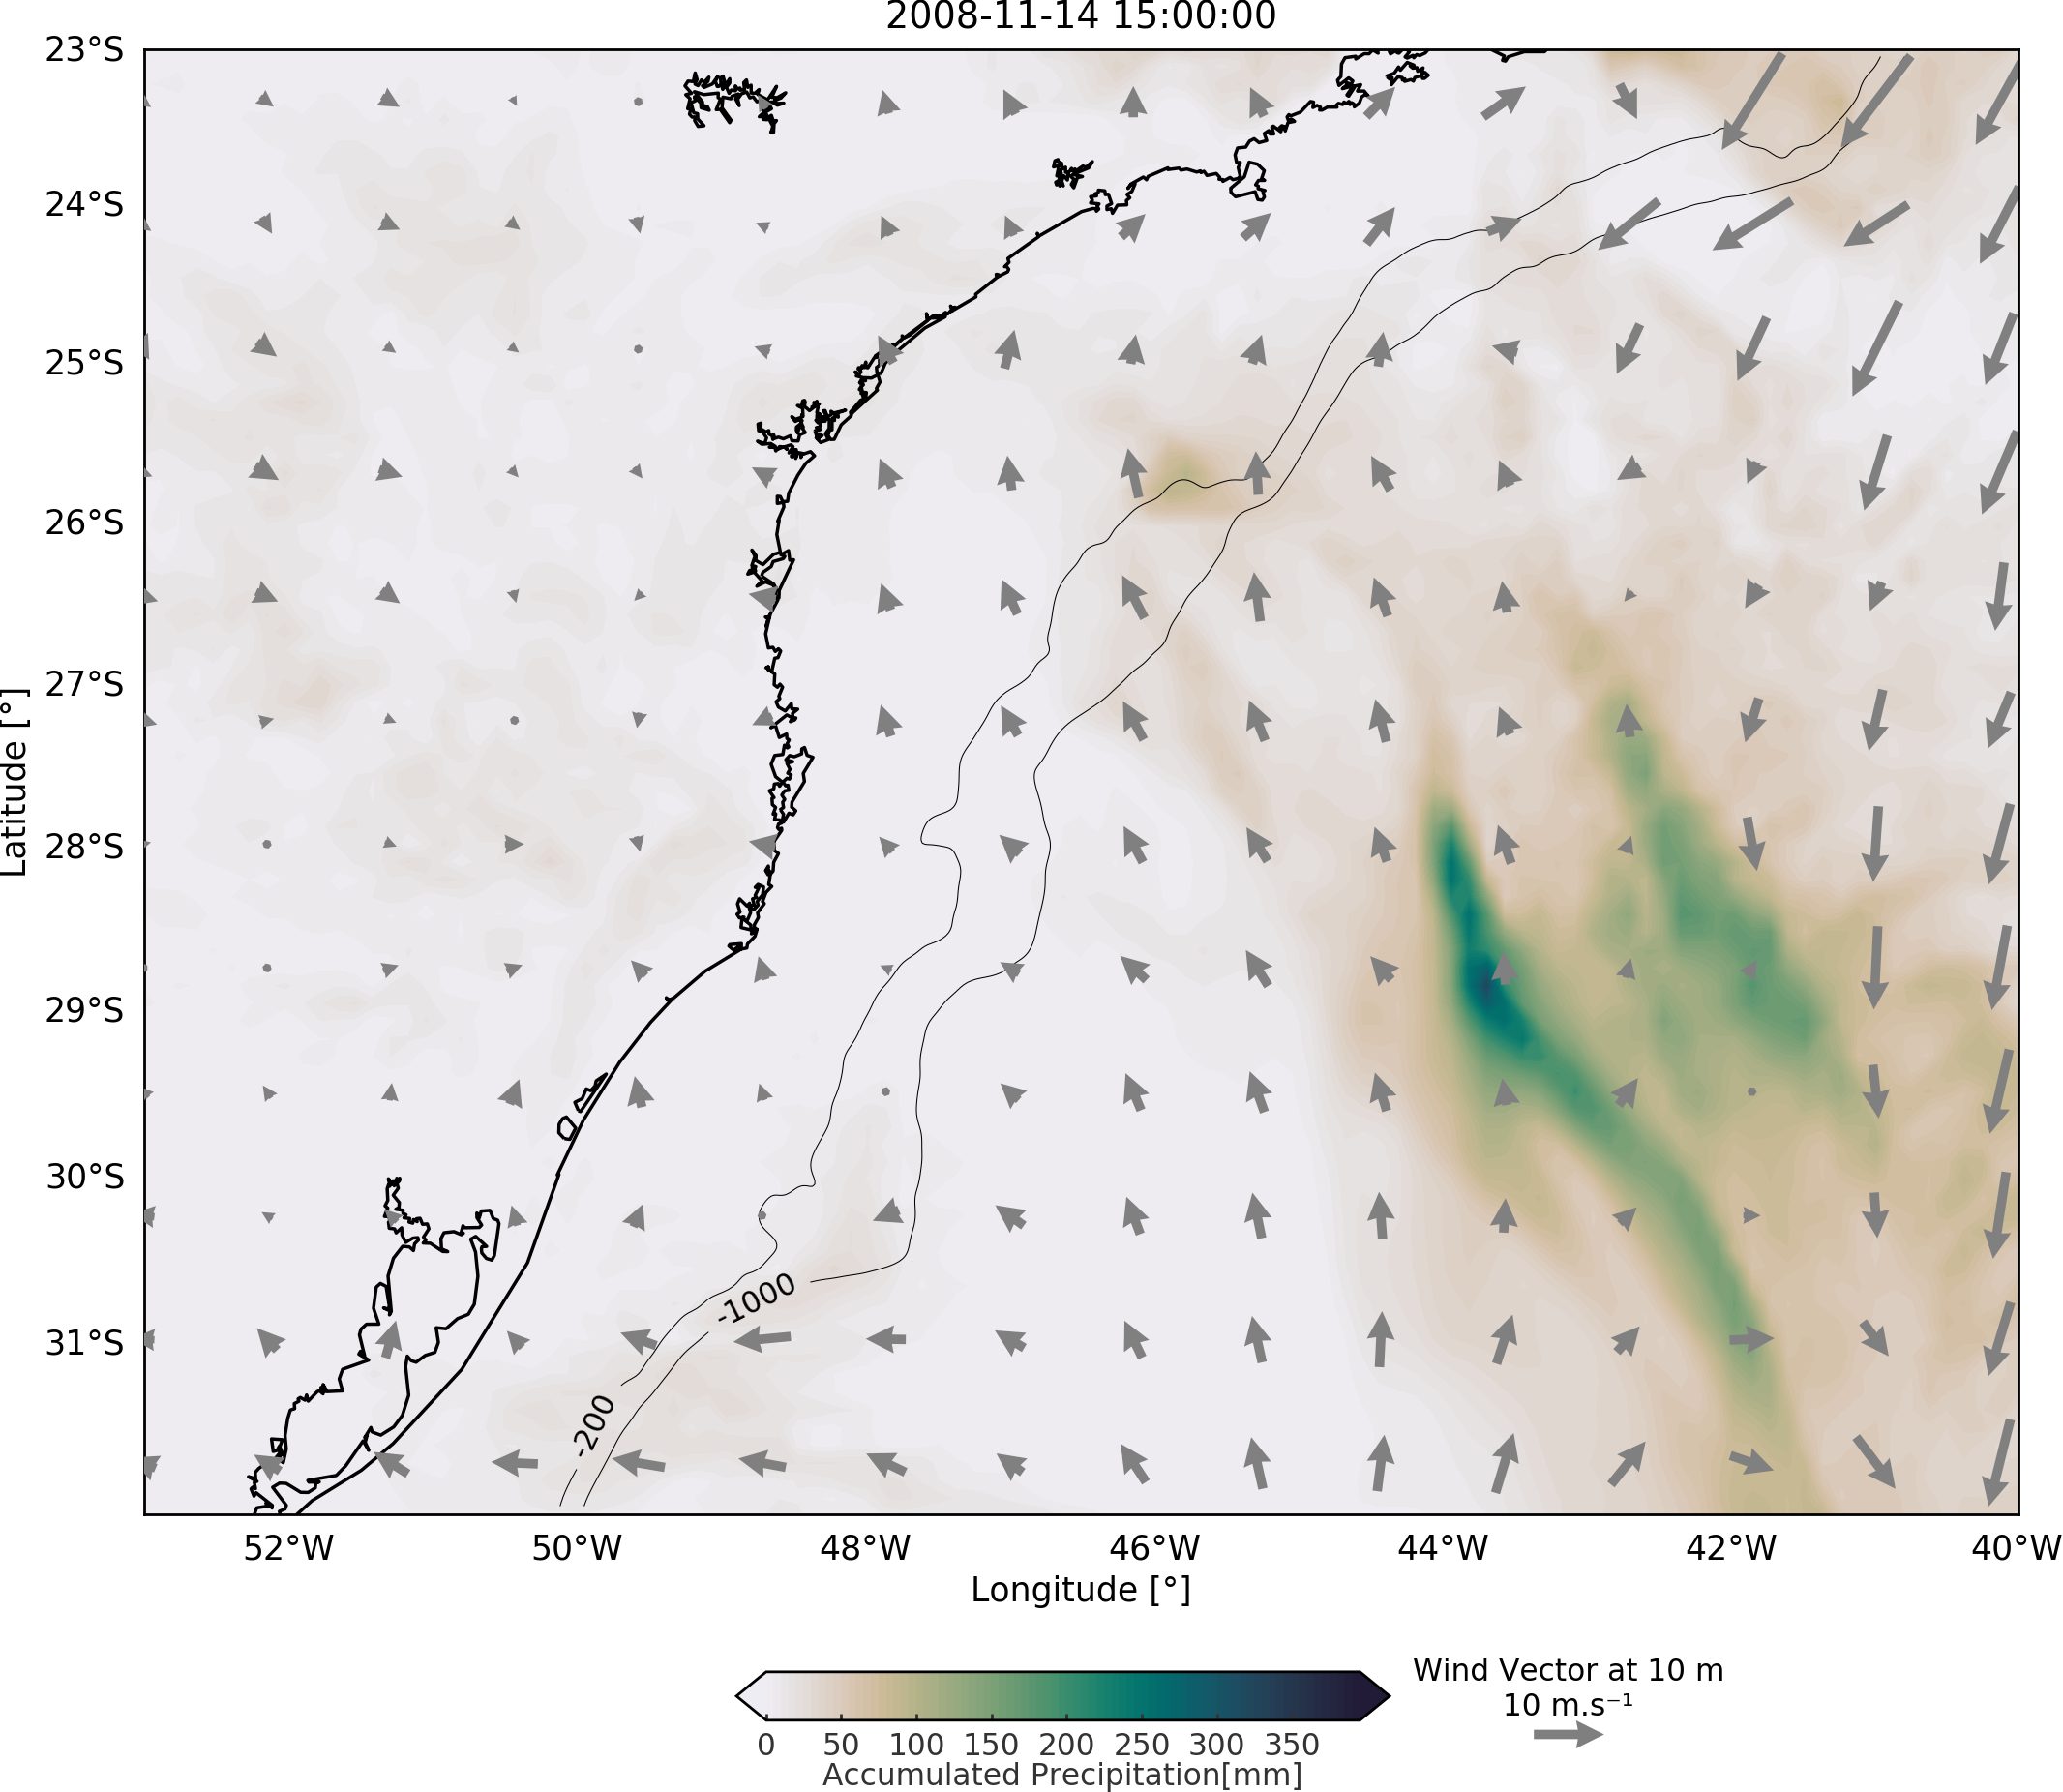 2008-11-14 15:00:00
23°S
24°S
25°S
26°S
27°S
28°S
29°S
30°S
31°S
Latitude [°]
-1000
-200
52°W 50°W 48°W 46°W 44°W 42°W 40°W
Longitude [°]
Wind Vector at 10 m
10 m.s⁻¹
0 50 100 150 200 250 300 350
Accumulated Precipitation[mm]